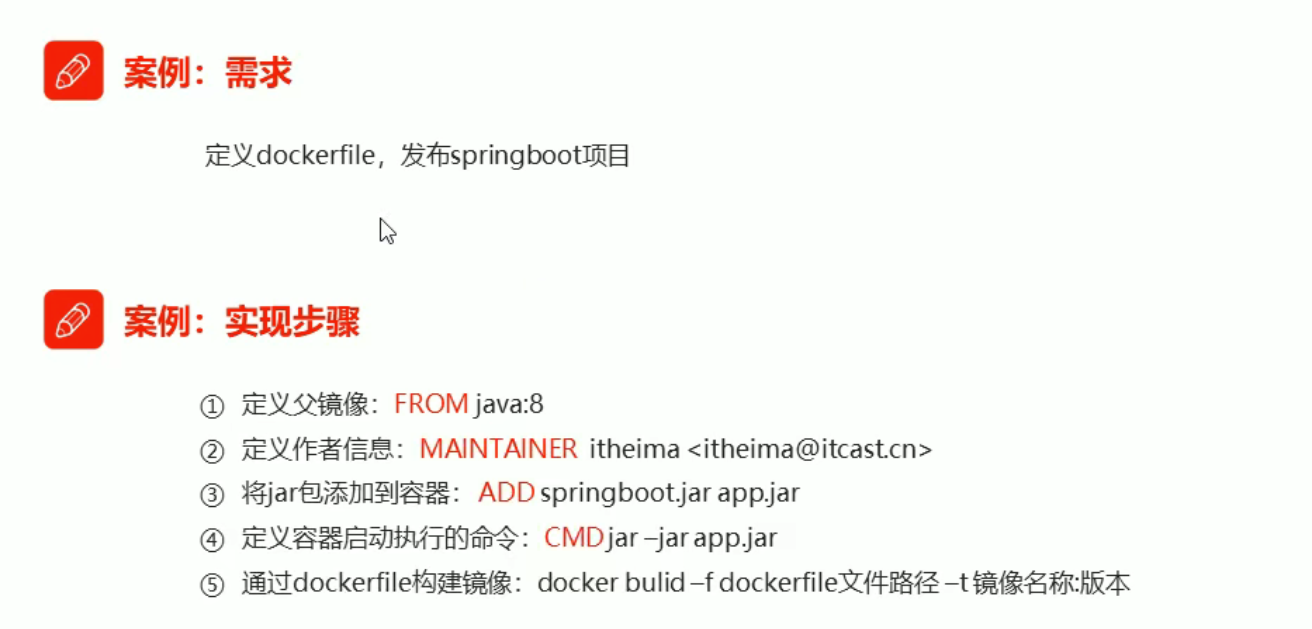 案例：需求
定义dockerfile，发布springboot项目
案例：实现步骤
① 定义父镜像：FROM java:8
② 定义作者信息：MAINTAINER itheima <itheima@itcast.cn>
③ 将jar包添加到容器：ADD springboot.jar app.jar
④ 定义容器启动执行的命令：CMD jar –jar app.jar
⑤ 通过dockerfile构建镜像：docker bulid –f dockerfile文件路径 –t 镜像名称:版本